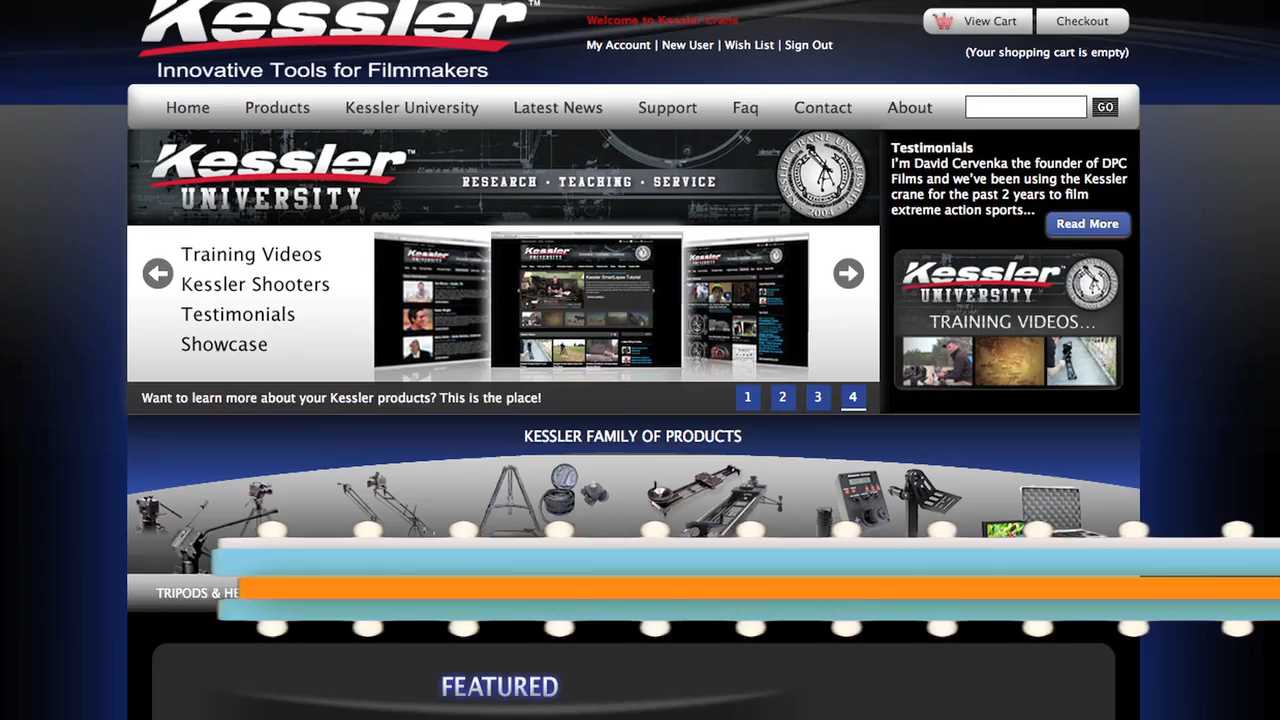 Kessler™
Innovative Tools for Filmmakers
Welcome to Kessler Crane
My Account | New User | Wish List | Sign Out
View Cart
Checkout
(Your shopping cart is empty)
Home
Products
Kessler University
Latest News
Support
Faq
Contact
About
GO
Kessler™
UNIVERSITY
RESEARCH · TEACHING · SERVICE
KESSLER CRANE UNIVERSITY
Testimonials
I'm David Cervenka the founder of DPC
Films and we've been using the Kessler
crane for the past 2 years to film
extreme action sports...
Read More
Training Videos
Kessler Shooters
Testimonials
Showcase
Kessler
UNIVERSITY
TRAINING VIDEOS...
Want to learn more about your Kessler products? This is the place!
1
2
3
4
KESSLER FAMILY OF PRODUCTS
TRIPODS & HE
FEATURED